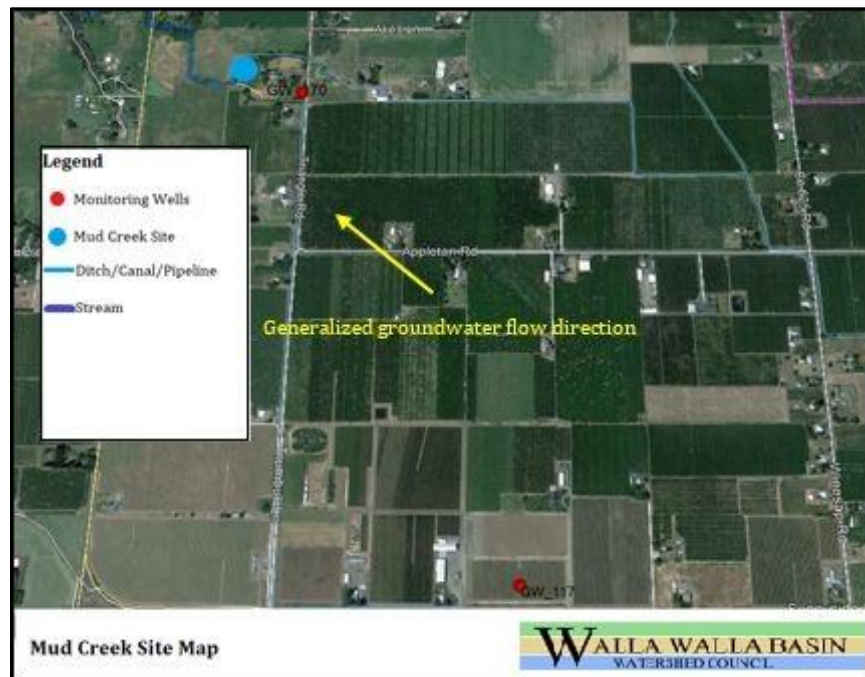 GW_170
Legend
Monitoring Wells
Mud Creek Site
Ditch/Canal/Pipeline
Stream
Appleton Rd
Generalized groundwater flow direction
GW_117
Mud Creek Site Map
WALLA WALLA BASIN
WATERSHED COUNCIL